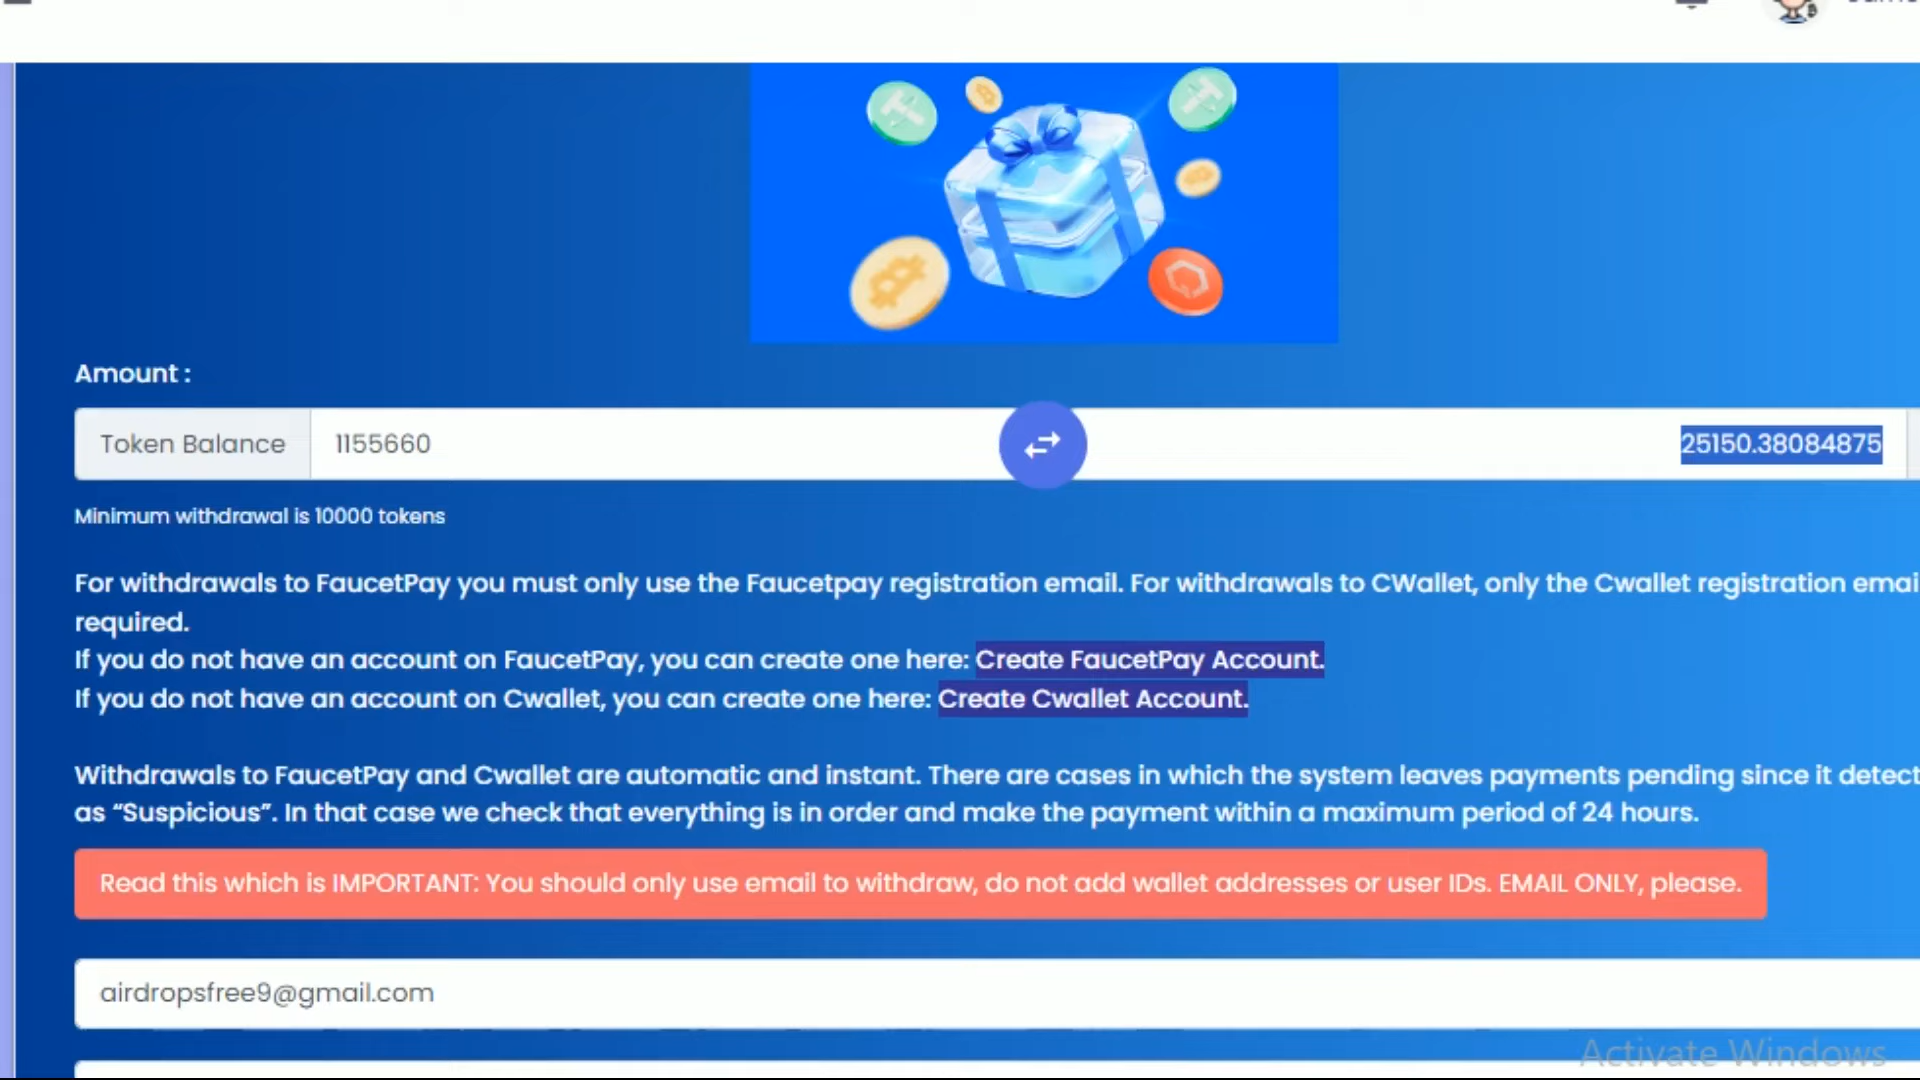 Amount :
Token Balance 1155660 25150.38084875
Minimum withdrawal is 10000 tokens
For withdrawals to FaucetPay you must only use the Faucetpay registration email. For withdrawals to CWallet, only the Cwallet registration emai
required.
If you do not have an account on FaucetPay, you can create one here: Create FaucetPay Account.
If you do not have an account on Cwallet, you can create one here: Create Cwallet Account.
Withdrawals to FaucetPay and Cwallet are automatic and instant. There are cases in which the system leaves payments pending since it detect
as “Suspicious”. In that case we check that everything is in order and make the payment within a maximum period of 24 hours.
Read this which is IMPORTANT: You should only use email to withdraw, do not add wallet addresses or user IDs. EMAIL ONLY, please.
airdropsfree9@gmail.com
Activate Windows